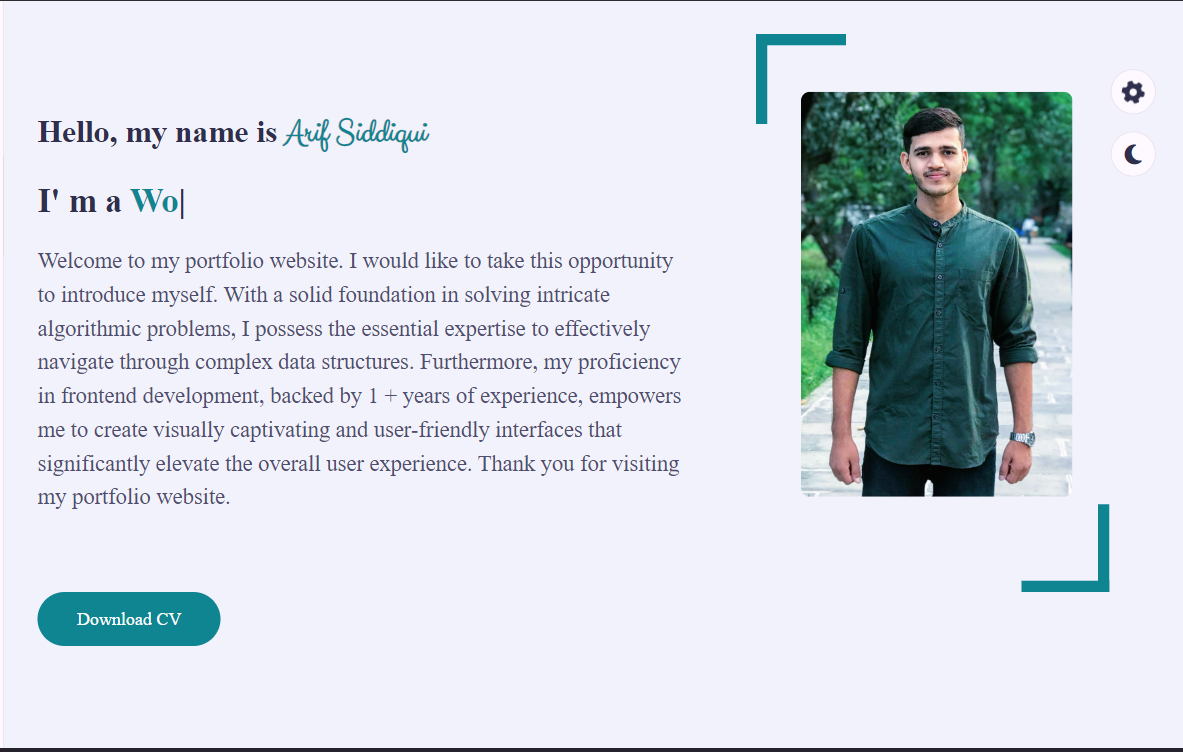 Hello, my name is Arif Siddiqui
I' m a Wo|
Welcome to my portfolio website. I would like to take this opportunity
to introduce myself. With a solid foundation in solving intricate
algorithmic problems, I possess the essential expertise to effectively
navigate through complex data structures. Furthermore, my proficiency
in frontend development, backed by 1 + years of experience, empowers
me to create visually captivating and user-friendly interfaces that
significantly elevate the overall user experience. Thank you for visiting
my portfolio website.
Download CV